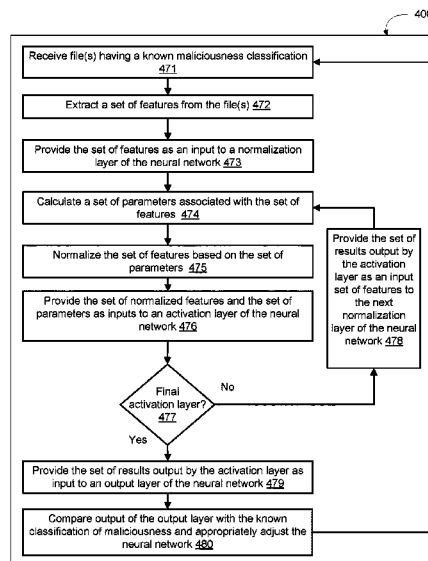 400
Receive file(s) having a known maliciousness classification
471
Extract a set of features from the file(s) 472
Provide the set of features as an input to a normalization
layer of the neural network 473
Calculate a set of parameters associated with the set of
features 474
Normalize the set of features based on the set of
parameters 475
Provide the set of normalized features and the set of
parameters as inputs to an activation layer of the neural
network 476
Provide the set of
results output by
the activation layer
as an input
set of features to
the next
normalization
layer of the neural
network 478
Final
activation layer?
477
No
Yes
Provide the set of results output by the activation layer as
input to an output layer of the neural network 479
Compare output of the output layer with the known
classification of maliciousness and appropriately adjust the
neural network 480